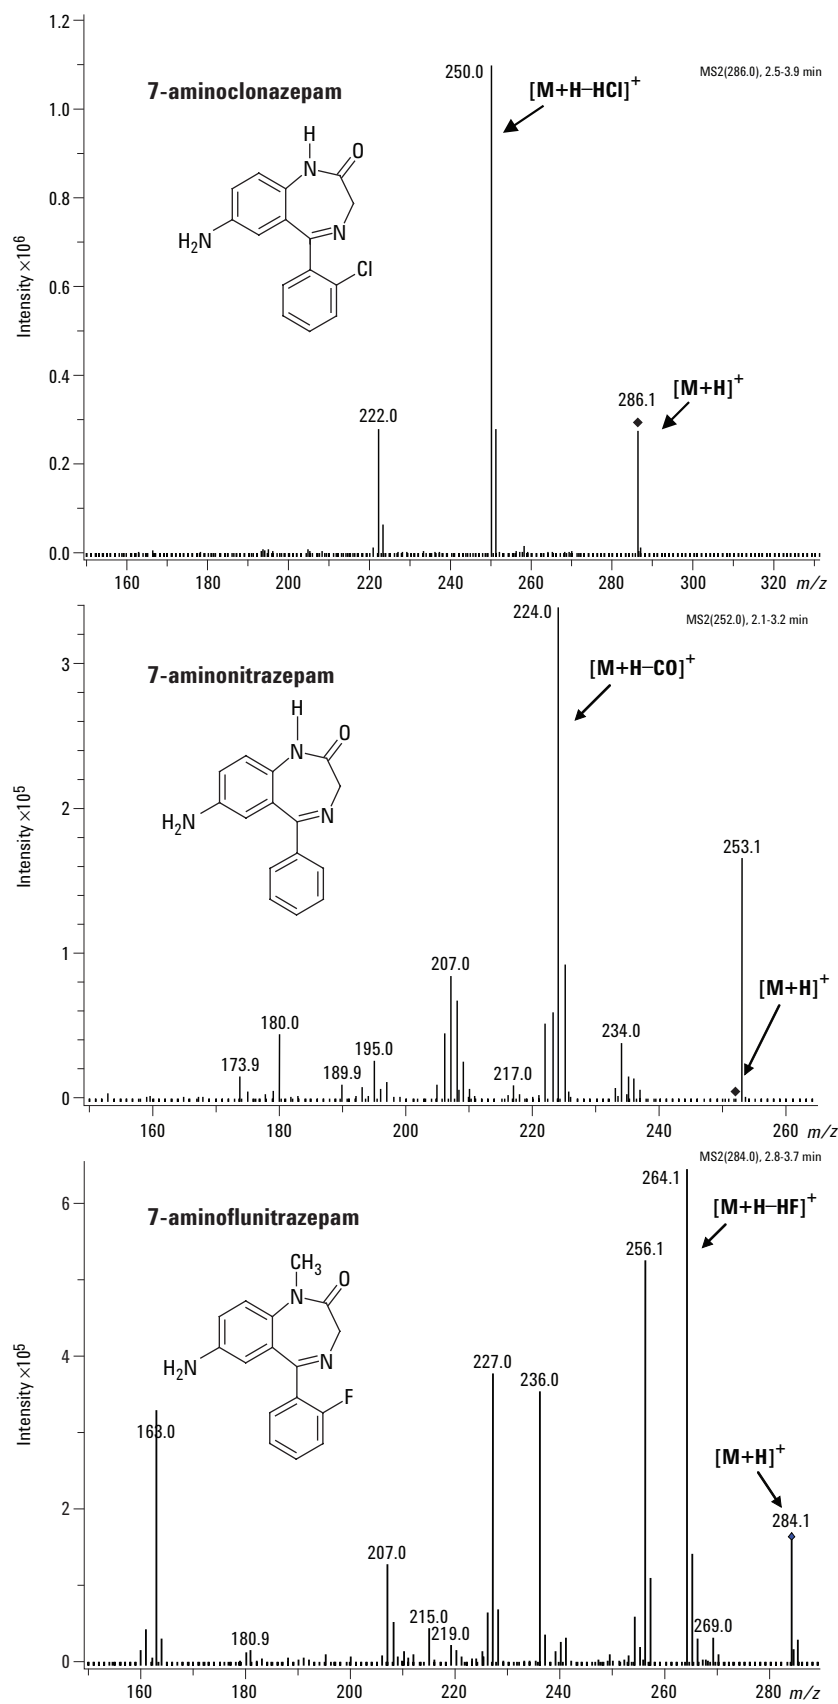 1.2
1.0
0.8
0.6
0.4
0.2
0.0
Intensity ×10⁶
7-aminoclonazepam
H
N
O
N
H₂N
Cl
250.0
[M+H–HCl]⁺
MS2(286.0), 2.5-3.9 min
222.0
286.1
[M+H]⁺
160 180 200 220 240 260 280 300 320 m/z
3
2
1
0
Intensity ×10⁵
7-aminonitrazepam
H
N
O
N
H₂N
224.0
[M+H–CO]⁺
MS2(252.0), 2.1-3.2 min
253.1
207.0
[M+H]⁺
180.0
234.0
195.0
173.9
189.9
217.0
160 180 200 220 240 260 m/z
6
4
2
0
Intensity ×10⁵
7-aminoflunitrazepam
CH₃
N
O
N
H₂N
F
MS2(284.0), 2.8-3.7 min
264.1
[M+H–HF]⁺
256.1
227.0
236.0
163.0
[M+H]⁺
284.1
207.0
215.0
219.0
180.9
269.0
160 180 200 220 240 260 280 m/z